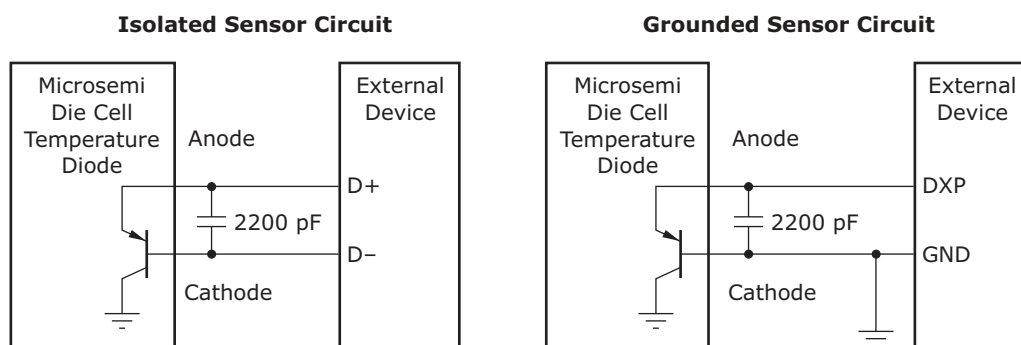 Isolated Sensor Circuit
Microsemi
Die Cell
Temperature
Diode
External
Device
Anode
D+
2200 pF
D–
Cathode
Grounded Sensor Circuit
Microsemi
Die Cell
Temperature
Diode
External
Device
Anode
DXP
2200 pF
GND
Cathode